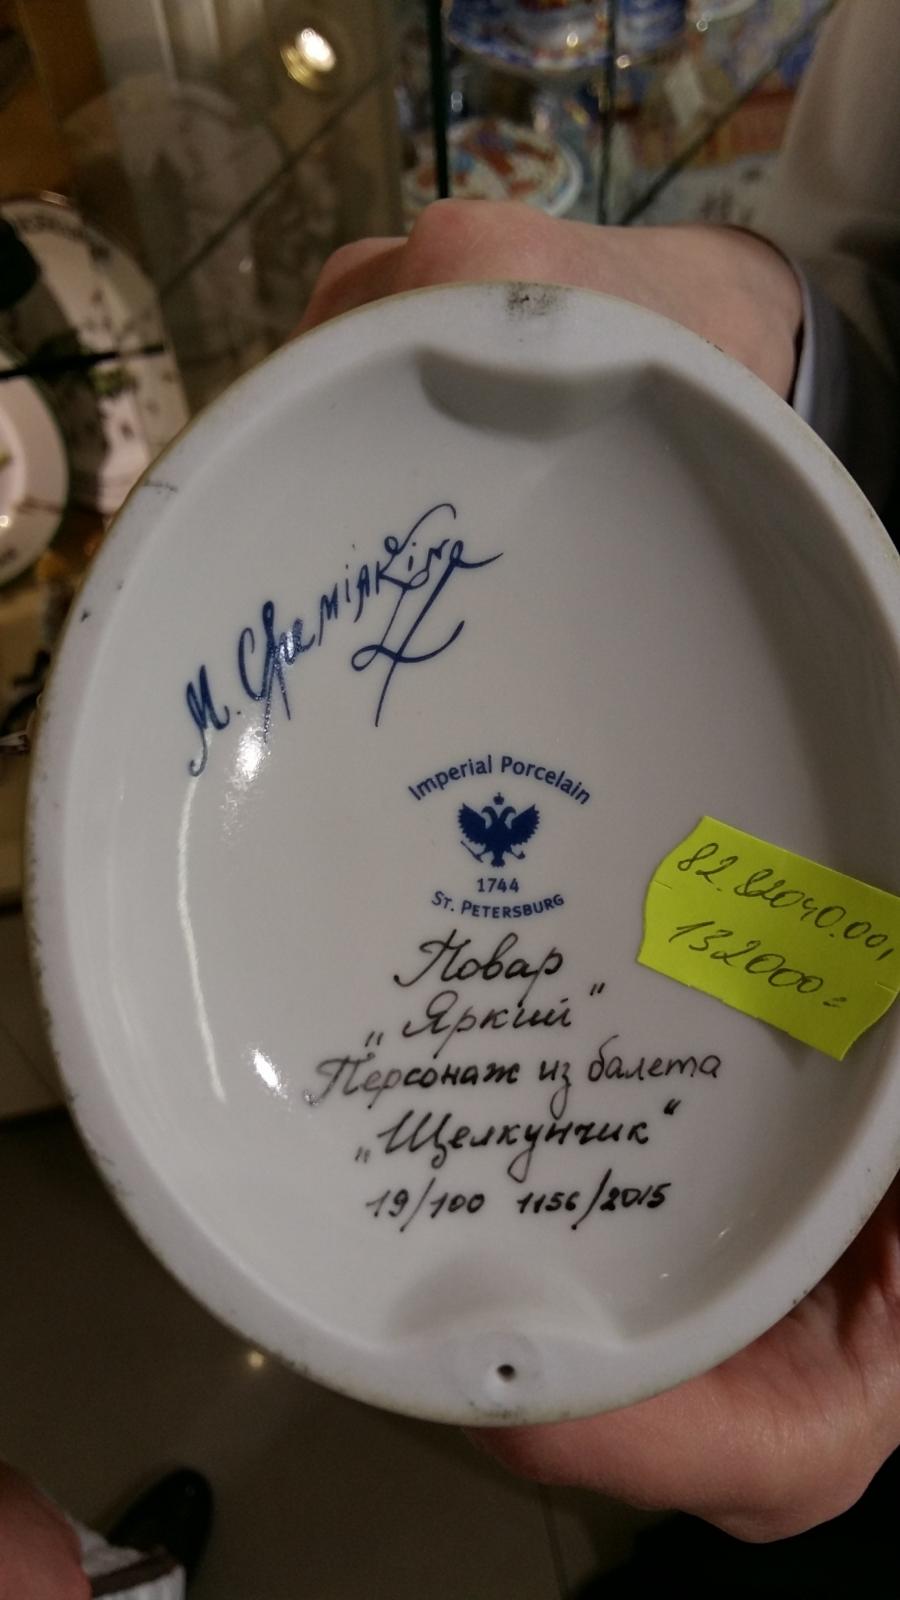 M. Chemiakine
Imperial Porcelain
1744
St. Petersburg
Повар
„Яркий"
Персонаж из балета
„Щелкунчик"
19/100 1156/2015
82.82040.00,
132000=